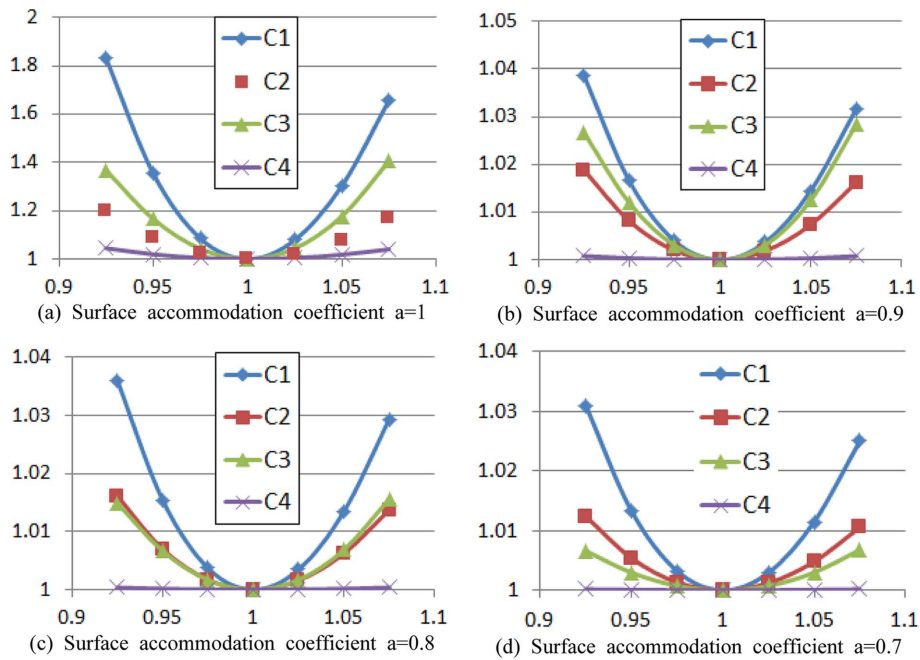 2
1.8
1.6
1.4
1.2
1
0.9 0.95 1 1.05 1.1
C1
C2
C3
C4
(a) Surface accommodation coefficient a=1
1.05
1.04
1.03
1.02
1.01
1
0.9 0.95 1 1.05 1.1
C1
C2
C3
C4
(b) Surface accommodation coefficient a=0.9
1.04
1.03
1.02
1.01
1
0.9 0.95 1 1.05 1.1
C1
C2
C3
C4
(c) Surface accommodation coefficient a=0.8
1.04
1.03
1.02
1.01
1
0.9 0.95 1 1.05 1.1
C1
C2
C3
C4
(d) Surface accommodation coefficient a=0.7